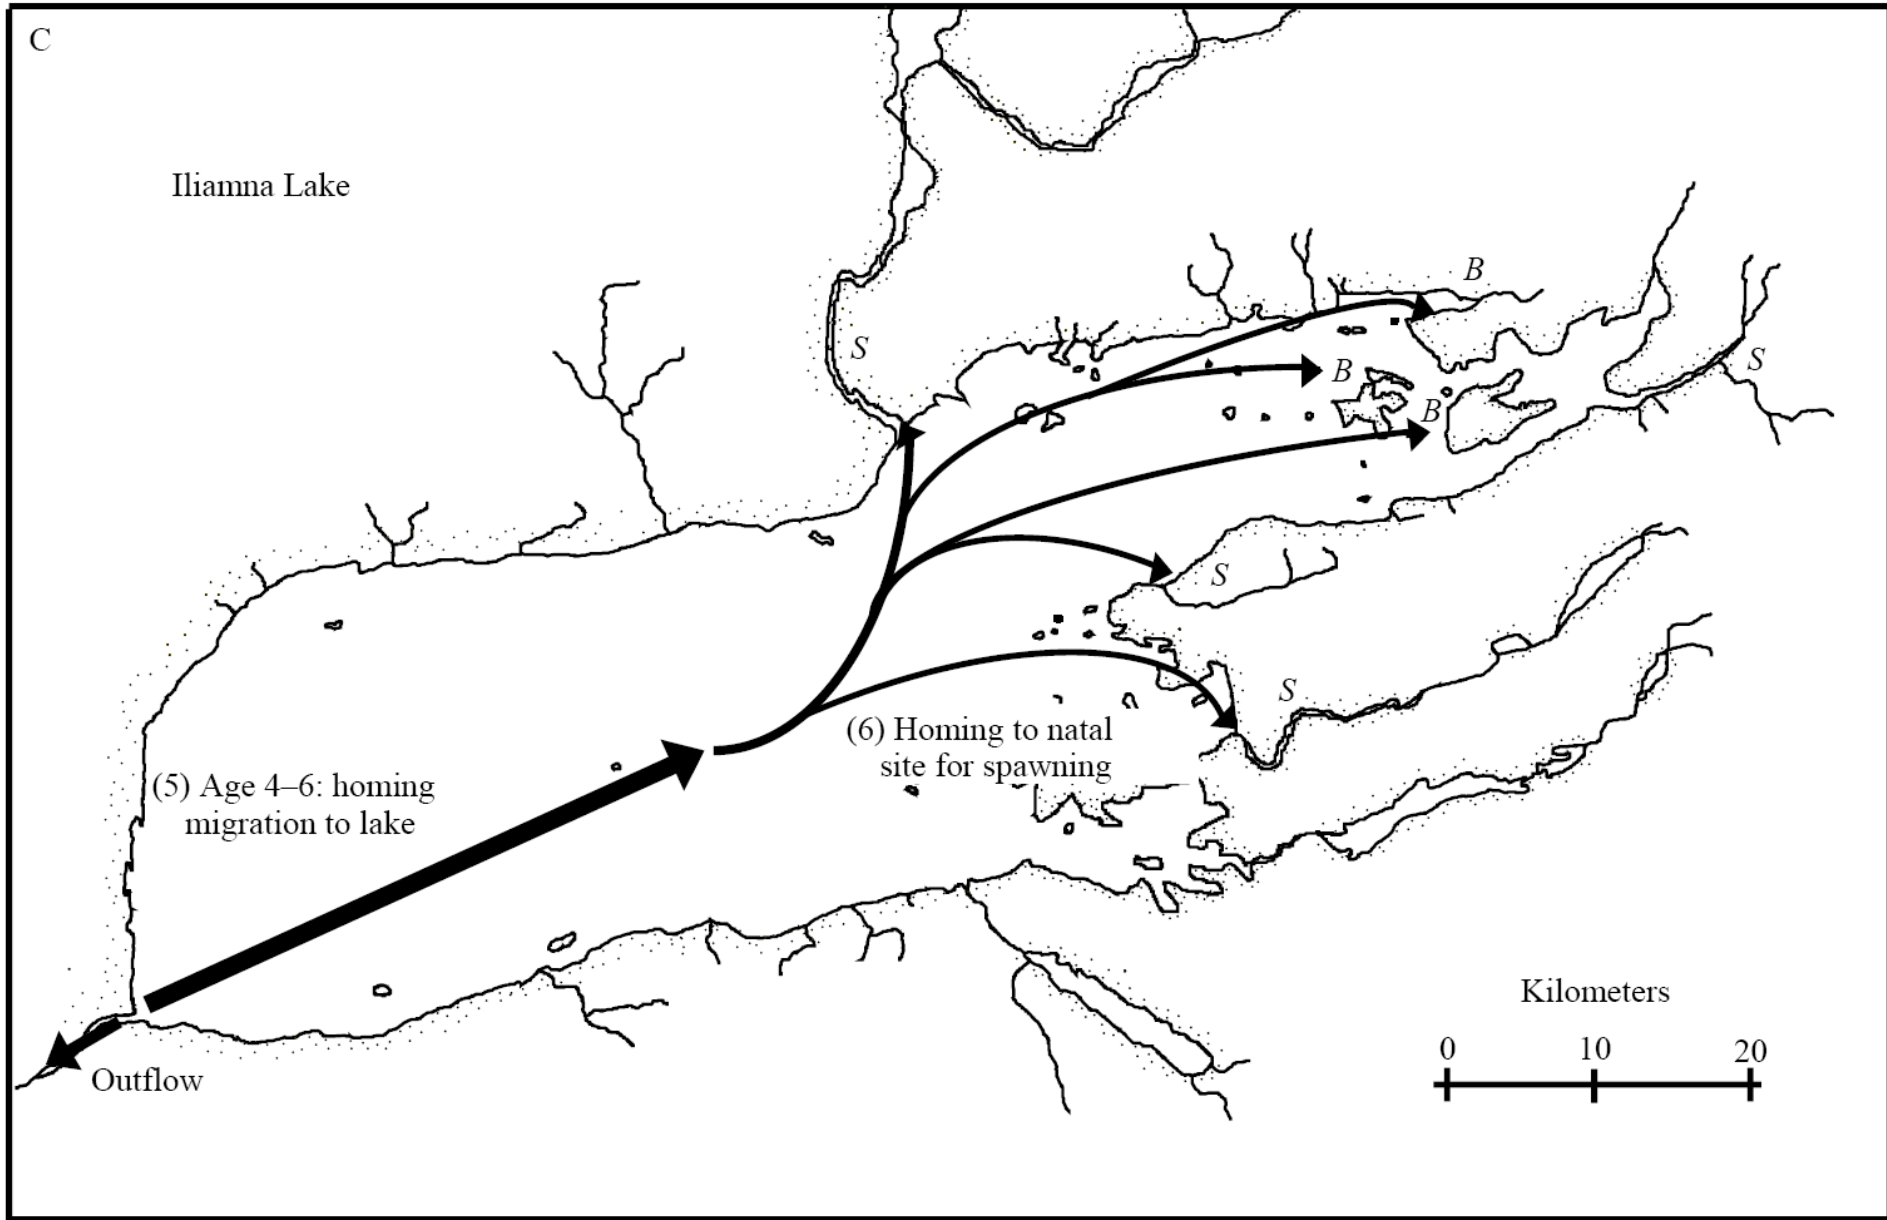 C
Iliamna Lake
B
S
B
S
B
S
S
(6) Homing to natal
site for spawning
(5) Age 4–6: homing
migration to lake
Kilometers
0 10 20
Outflow